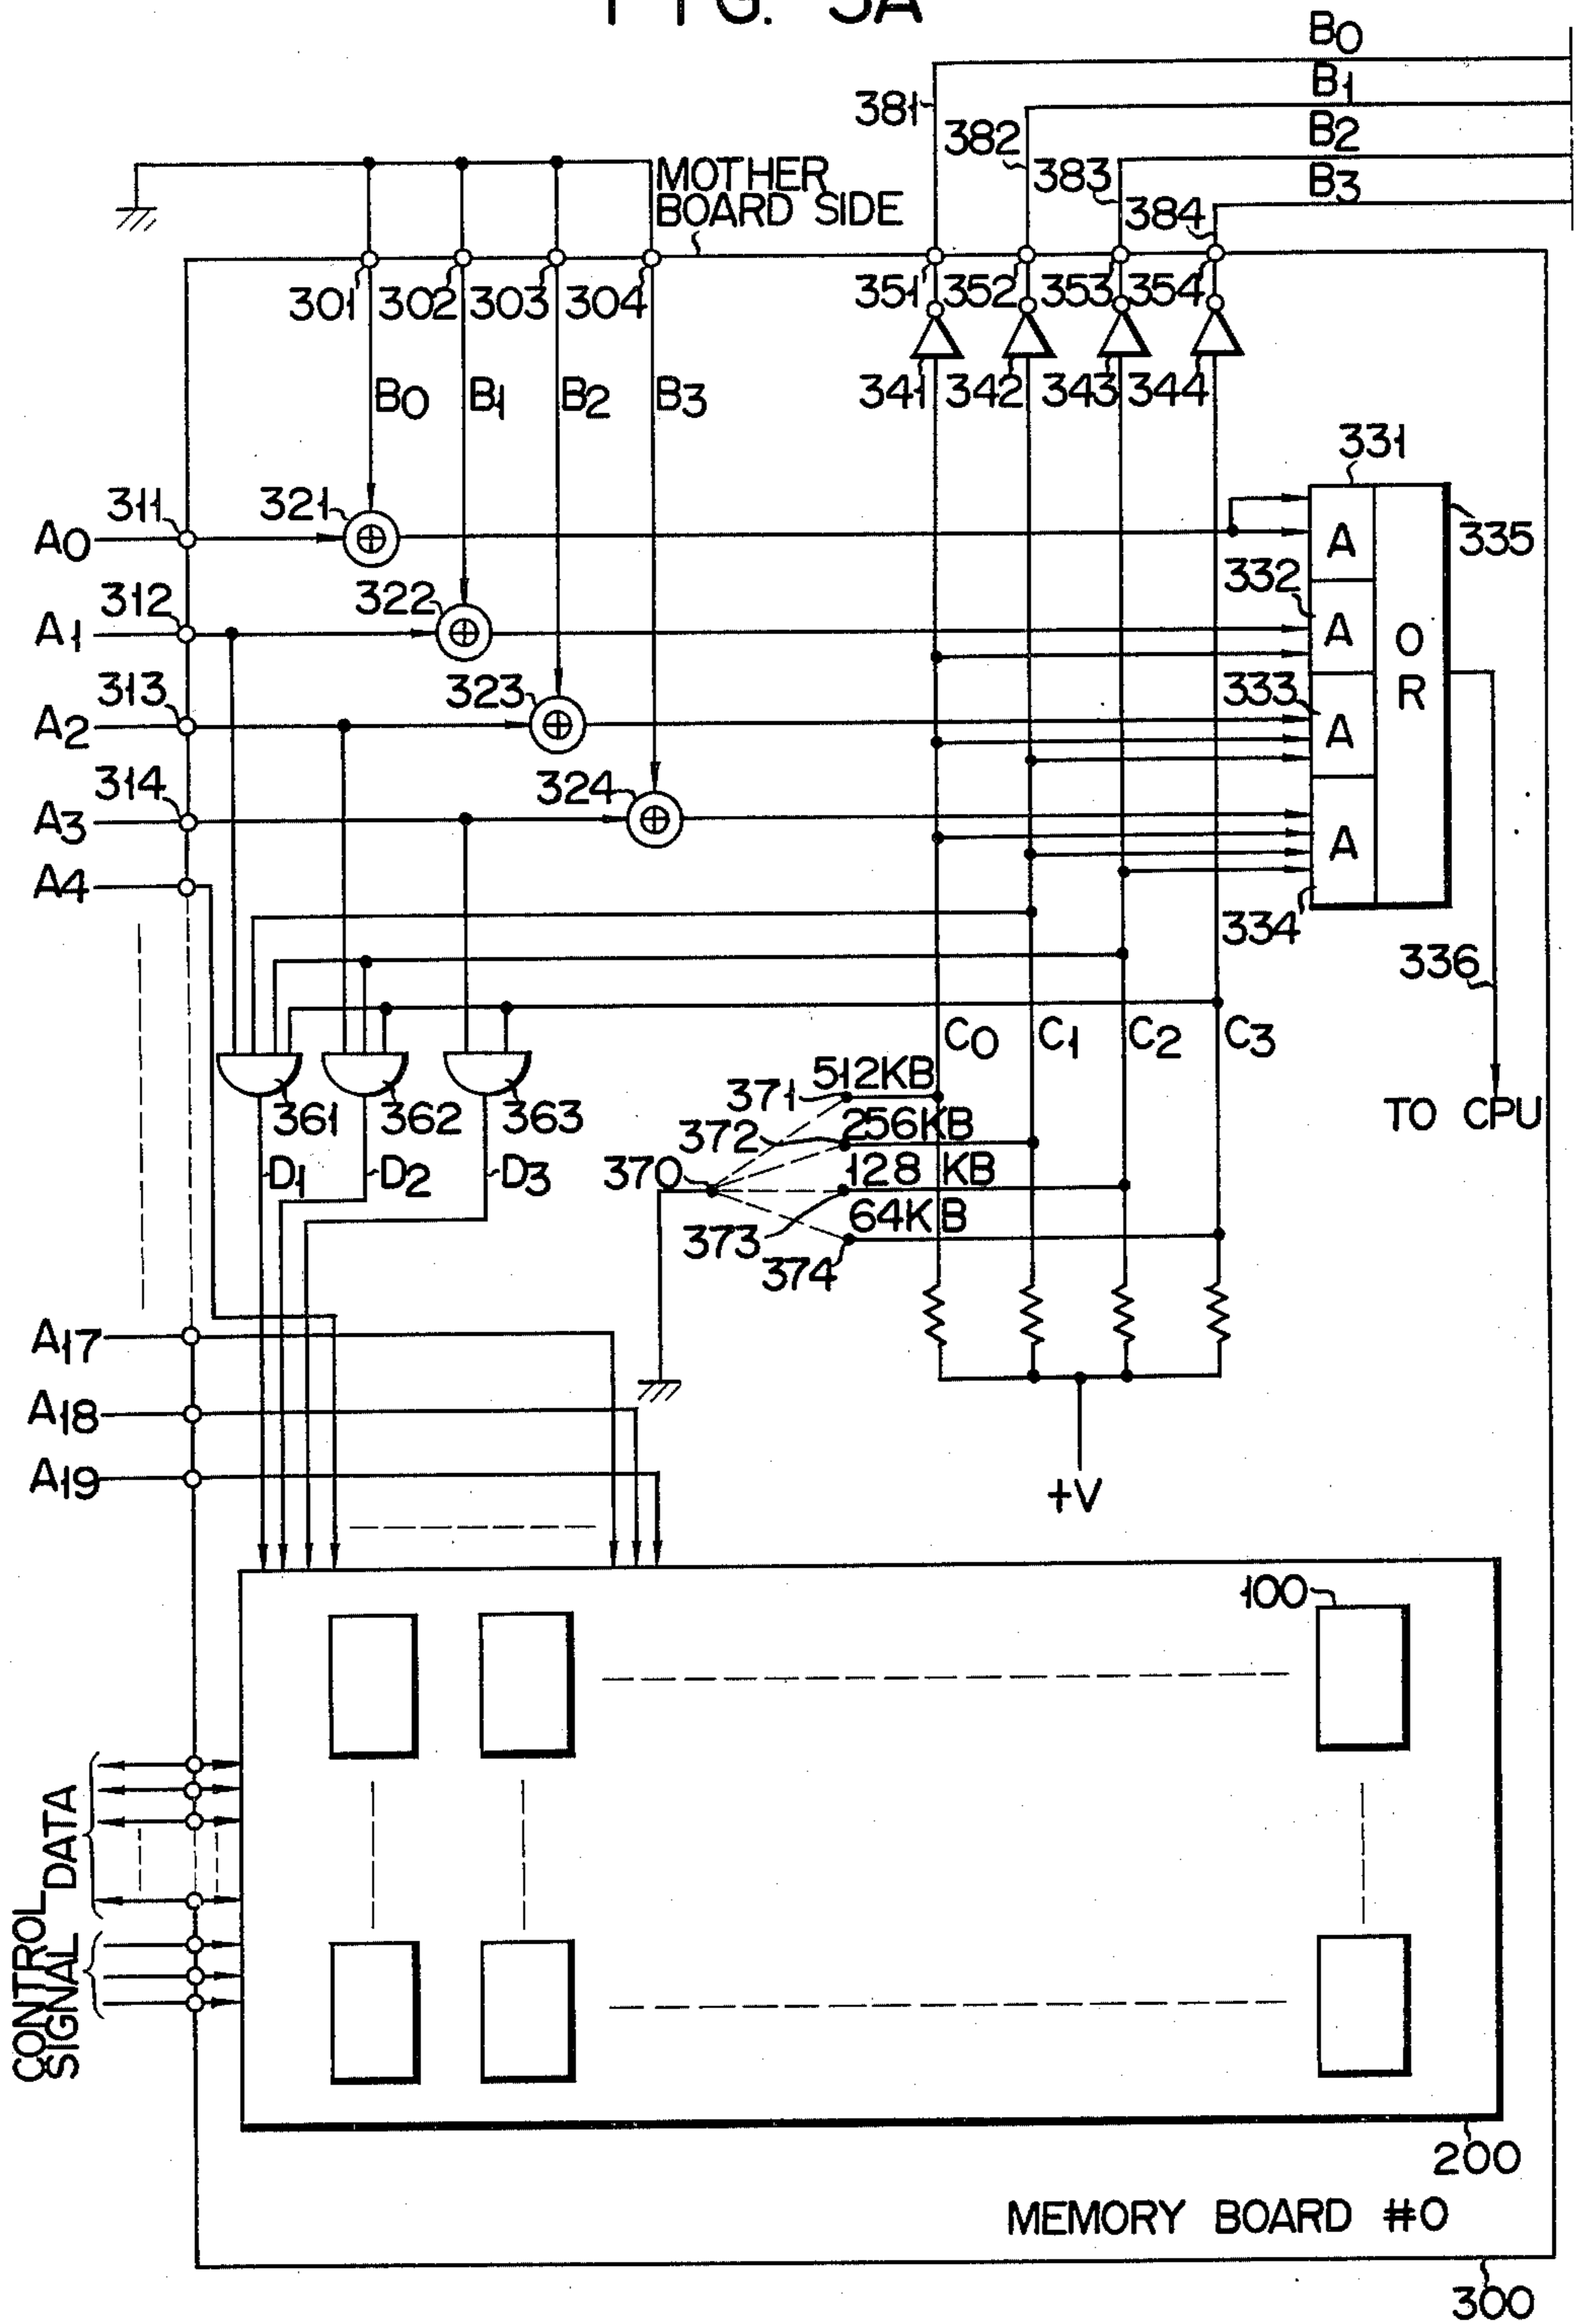 FIG. 3A
B0
B1
B2
B3
381
382
383
384
MOTHER
BOARD SIDE
301 302 303 304
351 352 353 354
341 342 343 344
B0 B1 B2 B3
331
335
A0 311 321
A
332
A1 312 322
A
O
R
A2 313 323
333
A
A3 314 324
A
A4
334
336
C0 C1 C2 C3
361 362 363
371 512KB
372 256KB
370 128 KB
373 64KB
374
TO CPU
D1 D2 D3
A17
A18
A19
+V
100
DATA
CONTROL
SIGNAL
200
MEMORY BOARD #0
300